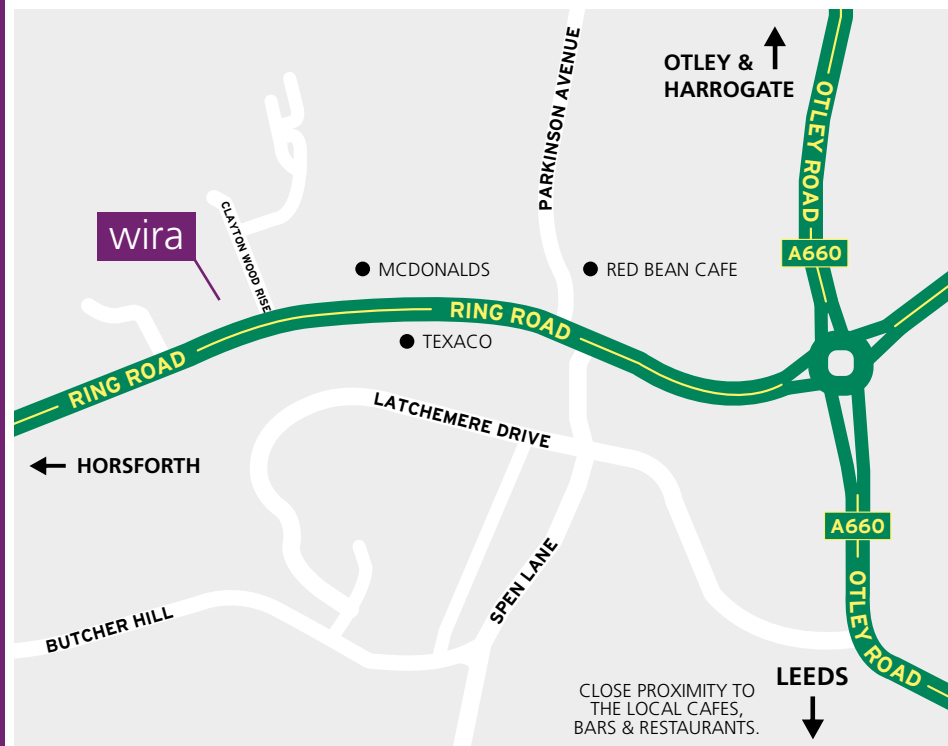 OTLEY &
HARROGATE
PARKINSON AVENUE
OTLEY ROAD
CLAYTON WOOD RISE
wira
A660
MCDONALDS
RED BEAN CAFE
RING ROAD
TEXACO
RING ROAD
LATCHEMERE DRIVE
HORSFORTH
A660
SPEN LANE
BUTCHER HILL
OTLEY ROAD
LEEDS
CLOSE PROXIMITY TO
THE LOCAL CAFES,
BARS & RESTAURANTS.